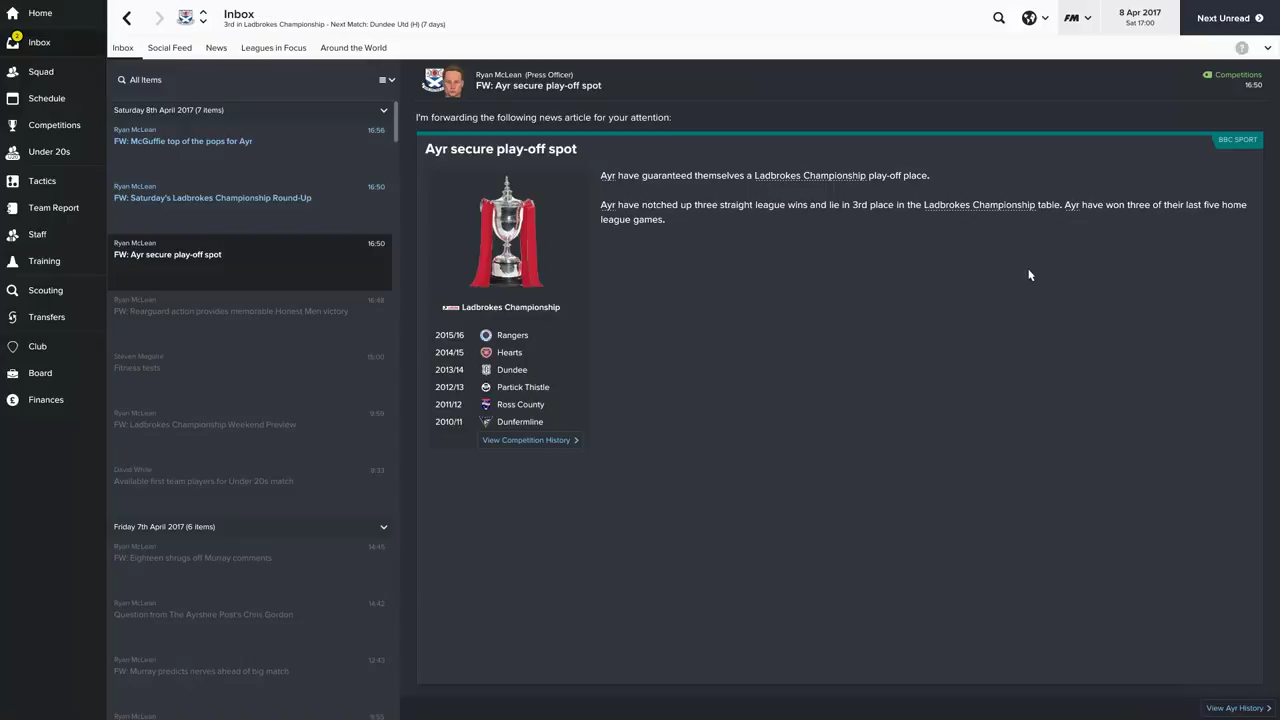 Home
Inbox
2
Squad
Schedule
Competitions
Under 20s
Tactics
Team Report
Staff
Training
Scouting
Transfers
Club
Board
Finances
Inbox
3rd in Ladbrokes Championship - Next Match: Dundee Utd (H) (7 days)
FM
8 Apr 2017
Sat 17:00
Next Unread
Inbox
Social Feed
News
Leagues in Focus
Around the World
?
All Items
Saturday 8th April 2017 (7 items)
Ryan McLean 16:56
FW: McGuffie top of the pops for Ayr
Ryan McLean 16:50
FW: Saturday's Ladbrokes Championship Round-Up
Ryan McLean 16:50
FW: Ayr secure play-off spot
Ryan McLean 16:48
FW: Rearguard action provides memorable Honest Men victory
Steven Maguire 15:00
Fitness tests
Ryan McLean 9:59
FW: Ladbrokes Championship Weekend Preview
David White 9:33
Available first team players for Under 20s match
Friday 7th April 2017 (6 items)
Ryan McLean 14:45
FW: Eighteen shrugs off Murray comments
Ryan McLean 14:42
Question from The Ayrshire Post's Chris Gordon
Ryan McLean 12:43
FW: Murray predicts nerves ahead of big match
Ryan McLean 9:55
Ryan McLean (Press Officer)
FW: Ayr secure play-off spot
Competitions
16:50
I'm forwarding the following news article for your attention:
BBC SPORT
Ayr secure play-off spot
Ayr have guaranteed themselves a Ladbrokes Championship play-off place.
Ayr have notched up three straight league wins and lie in 3rd place in the Ladbrokes Championship table. Ayr have won three of their last five home
league games.
Ladbrokes Championship
2015/16 Rangers
2014/15 Hearts
2013/14 Dundee
2012/13 Partick Thistle
2011/12 Ross County
2010/11 Dunfermline
View Competition History
View Ayr History